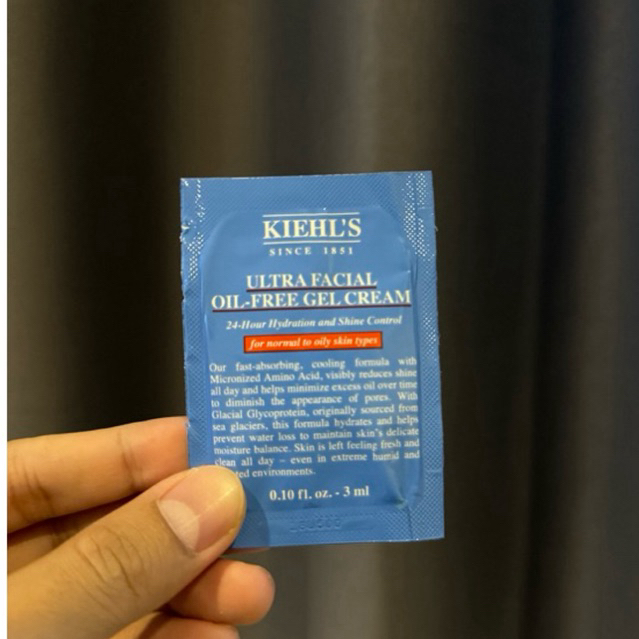 KIEHL'S
SINCE 1851
ULTRA FACIAL
OIL-FREE GEL CREAM
24-Hour Hydration and Shine Control
for normal to oily skin types
Our fast-absorbing, cooling formula with
Micronized Amino Acid, visibly reduces shine
all day and helps minimize excess oil over time
to diminish the appearance of pores. With
Glacial Glycoprotein, originally sourced from
sea glaciers, this formula hydrates and helps
prevent water loss to maintain skin's delicate
moisture balance. Skin is left feeling fresh and
clean all day – even in extreme humid and
environments.
0.10 fl. oz. - 3 ml